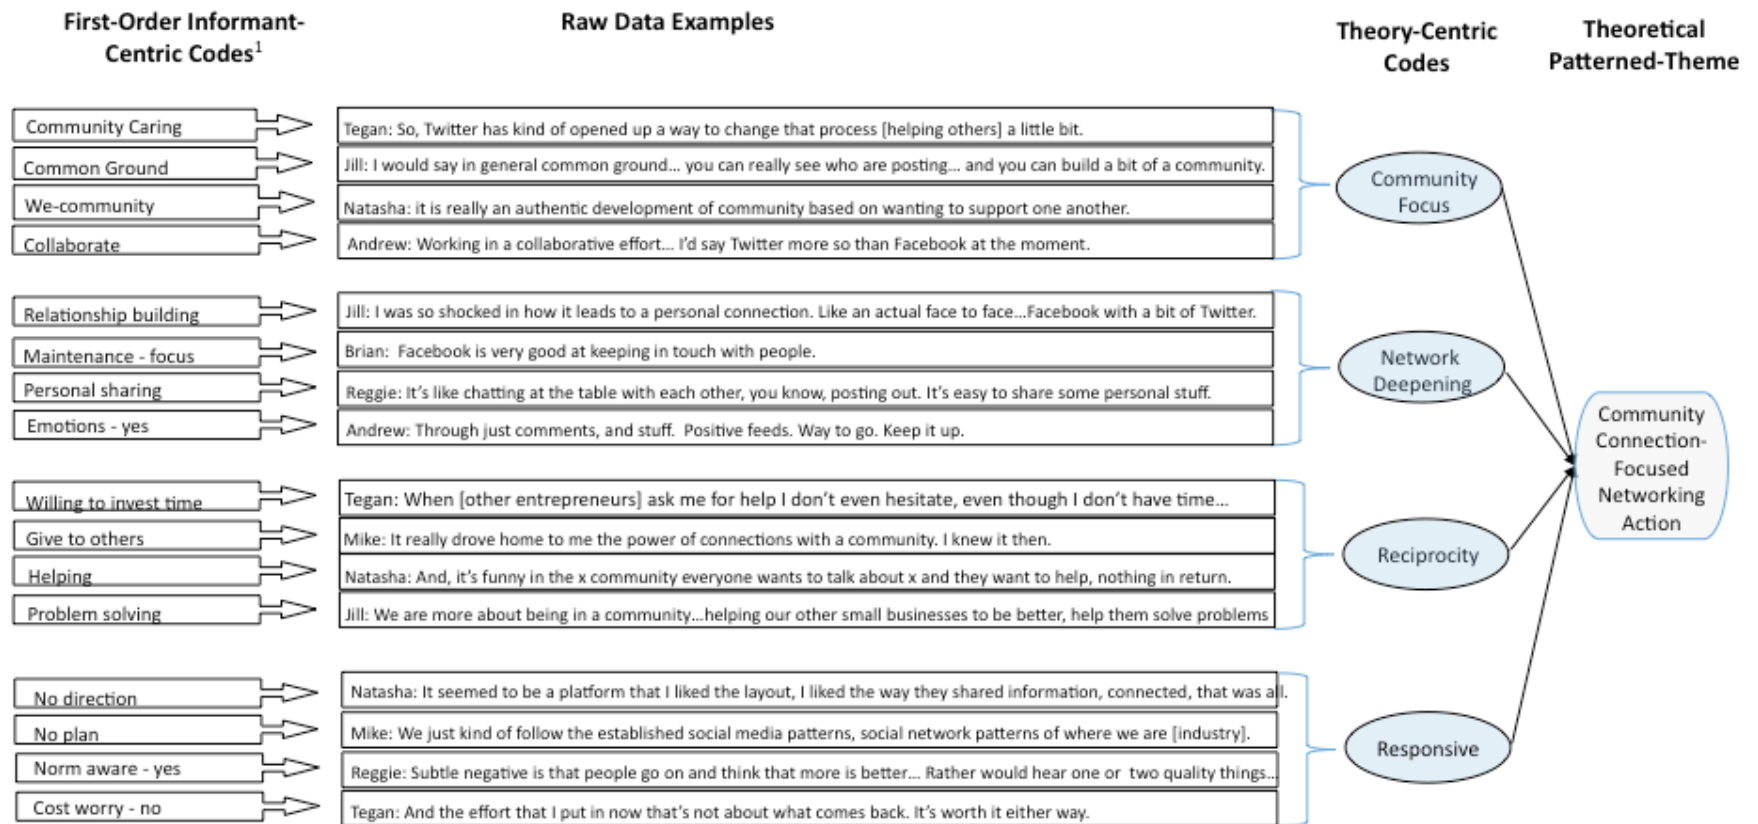 First-Order Informant-
Centric Codes1
Raw Data Examples
Theory-Centric
Codes
Theoretical
Patterned-Theme
Community Caring
Tegan: So, Twitter has kind of opened up a way to change that process [helping others] a little bit.
Common Ground
Jill: I would say in general common ground... you can really see who are posting... and you can build a bit of a community.
We-community
Natasha: it is really an authentic development of community based on wanting to support one another.
Collaborate
Andrew: Working in a collaborative effort... I'd say Twitter more so than Facebook at the moment.
Community
Focus
Relationship building
Jill: I was so shocked in how it leads to a personal connection. Like an actual face to face...Facebook with a bit of Twitter.
Maintenance - focus
Brian:  Facebook is very good at keeping in touch with people.
Personal sharing
Reggie: It's like chatting at the table with each other, you know, posting out. It's easy to share some personal stuff.
Emotions - yes
Andrew: Through just comments, and stuff.  Positive feeds. Way to go. Keep it up.
Network
Deepening
Community
Connection-
Focused
Networking
Action
Willing to invest time
Tegan: When [other entrepreneurs] ask me for help I don't even hesitate, even though I don't have time...
Give to others
Mike: It really drove home to me the power of connections with a community. I knew it then.
Helping
Natasha: And, it's funny in the x community everyone wants to talk about x and they want to help, nothing in return.
Problem solving
Jill: We are more about being in a community...helping our other small businesses to be better, help them solve problems
Reciprocity
No direction
Natasha: It seemed to be a platform that I liked the layout, I liked the way they shared information, connected, that was all.
No plan
Mike: We just kind of follow the established social media patterns, social network patterns of where we are [industry].
Norm aware - yes
Reggie: Subtle negative is that people go on and think that more is better... Rather would hear one or  two quality things...
Cost worry - no
Tegan: And the effort that I put in now that's not about what comes back. It's worth it either way.
Responsive